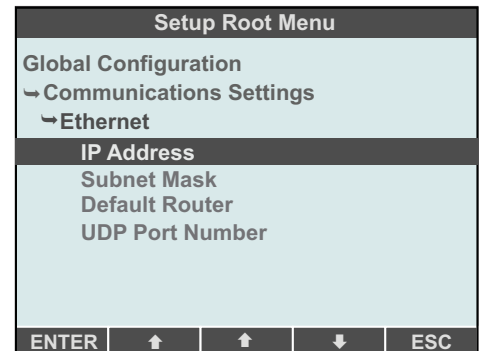 Setup Root Menu
Global Configuration
➥Communications Settings
➥Ethernet
IP Address
Subnet Mask
Default Router
UDP Port Number
ENTER ⬆ ⬆ ⬇ ESC